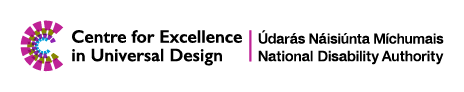 Centre for Excellence
in Universal Design
Údarás Náisiúnta Míchumais
National Disability Authority